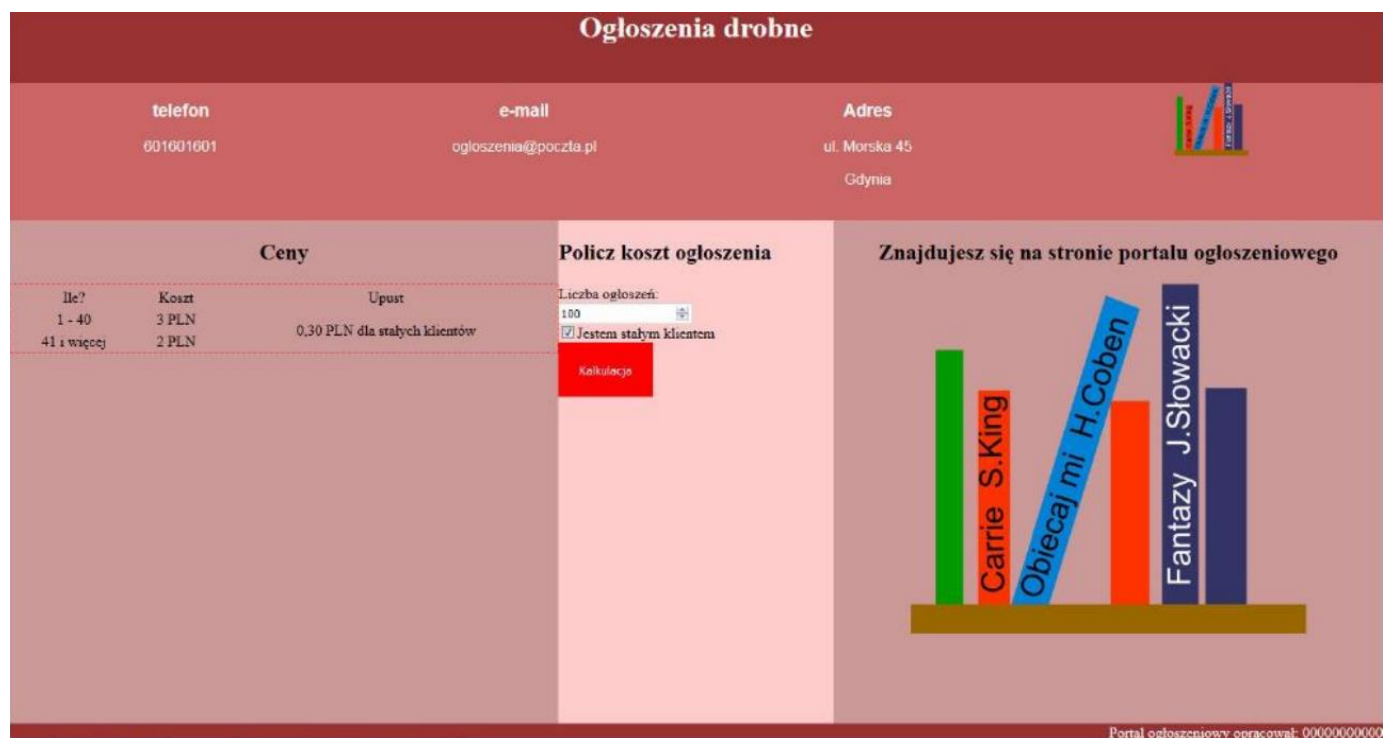 Ogłoszenia drobne
telefon
601601601
e-mail
ogloszenia@poczta.pl
Adres
ul. Morska 45
Gdynia
Ceny
Ile? Koszt Upust
1 - 40 3 PLN
0,30 PLN dla stałych klientów
41 i więcej 2 PLN
Policz koszt ogłoszenia
Liczba ogłoszeń:
100
Jestem stałym klientem
Kalkulacja
Znajdujesz się na stronie portalu ogłoszeniowego
Carrie S.King
Obiecaj mi H.Coben
Fantazy J.Słowacki
Portal ogłoszeniowy opracował: 00000000000